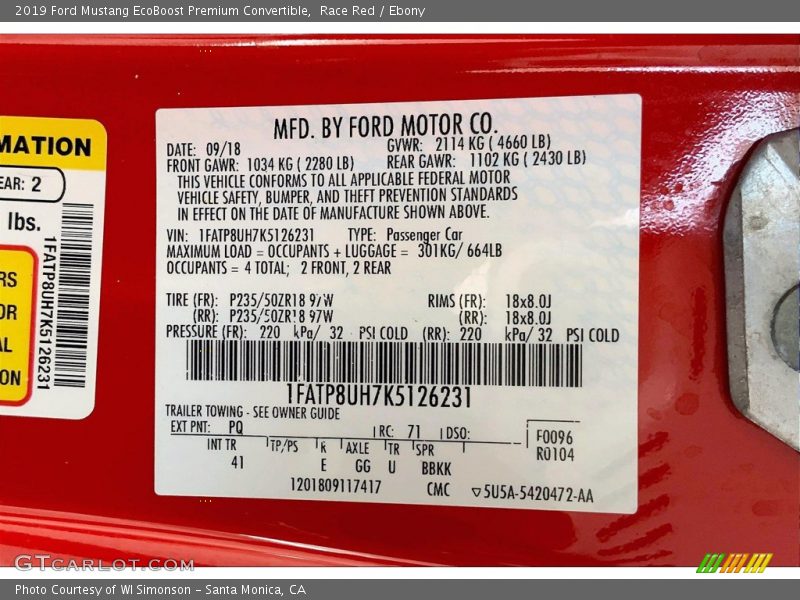 2019 Ford Mustang EcoBoost Premium Convertible,  Race Red / Ebony
MATION
EAR: 2
lbs.
RS
OR
AL
ON
1FATP8UH7K5126231
MFD. BY FORD MOTOR CO.
DATE: 09/18 GVWR: 2114 KG ( 4660 LB)
FRONT GAWR: 1034 KG ( 2280 LB) REAR GAWR: 1102 KG ( 2430 LB)
THIS VEHICLE CONFORMS TO ALL APPLICABLE FEDERAL MOTOR
VEHICLE SAFETY, BUMPER, AND THEFT PREVENTION STANDARDS
IN EFFECT ON THE DATE OF MANUFACTURE SHOWN ABOVE.
VIN: 1FATP8UH7K5126231 TYPE: Passenger Car
MAXIMUM LOAD = OCCUPANTS + LUGGAGE = 301KG/ 664LB
OCCUPANTS = 4 TOTAL; 2 FRONT, 2 REAR
TIRE (FR): P235/50ZR18 97W RIMS (FR): 18x8.0J
(RR): P235/50ZR18 97W (RR): 18x8.0J
PRESSURE (FR): 220 kPa/ 32 PSI COLD (RR): 220 kPa/ 32 PSI COLD
1FATP8UH7K5126231
TRAILER TOWING - SEE OWNER GUIDE
EXT PNT: PQ RC: 71 DSO: F0096
R0104
INT TR TP/PS R AXLE TR SPR
41 E GG U BBKK
1201809117417 CMC ▽5U5A-5420472-AA
GTCARLOT.COM
Photo Courtesy of WI Simonson – Santa Monica, CA